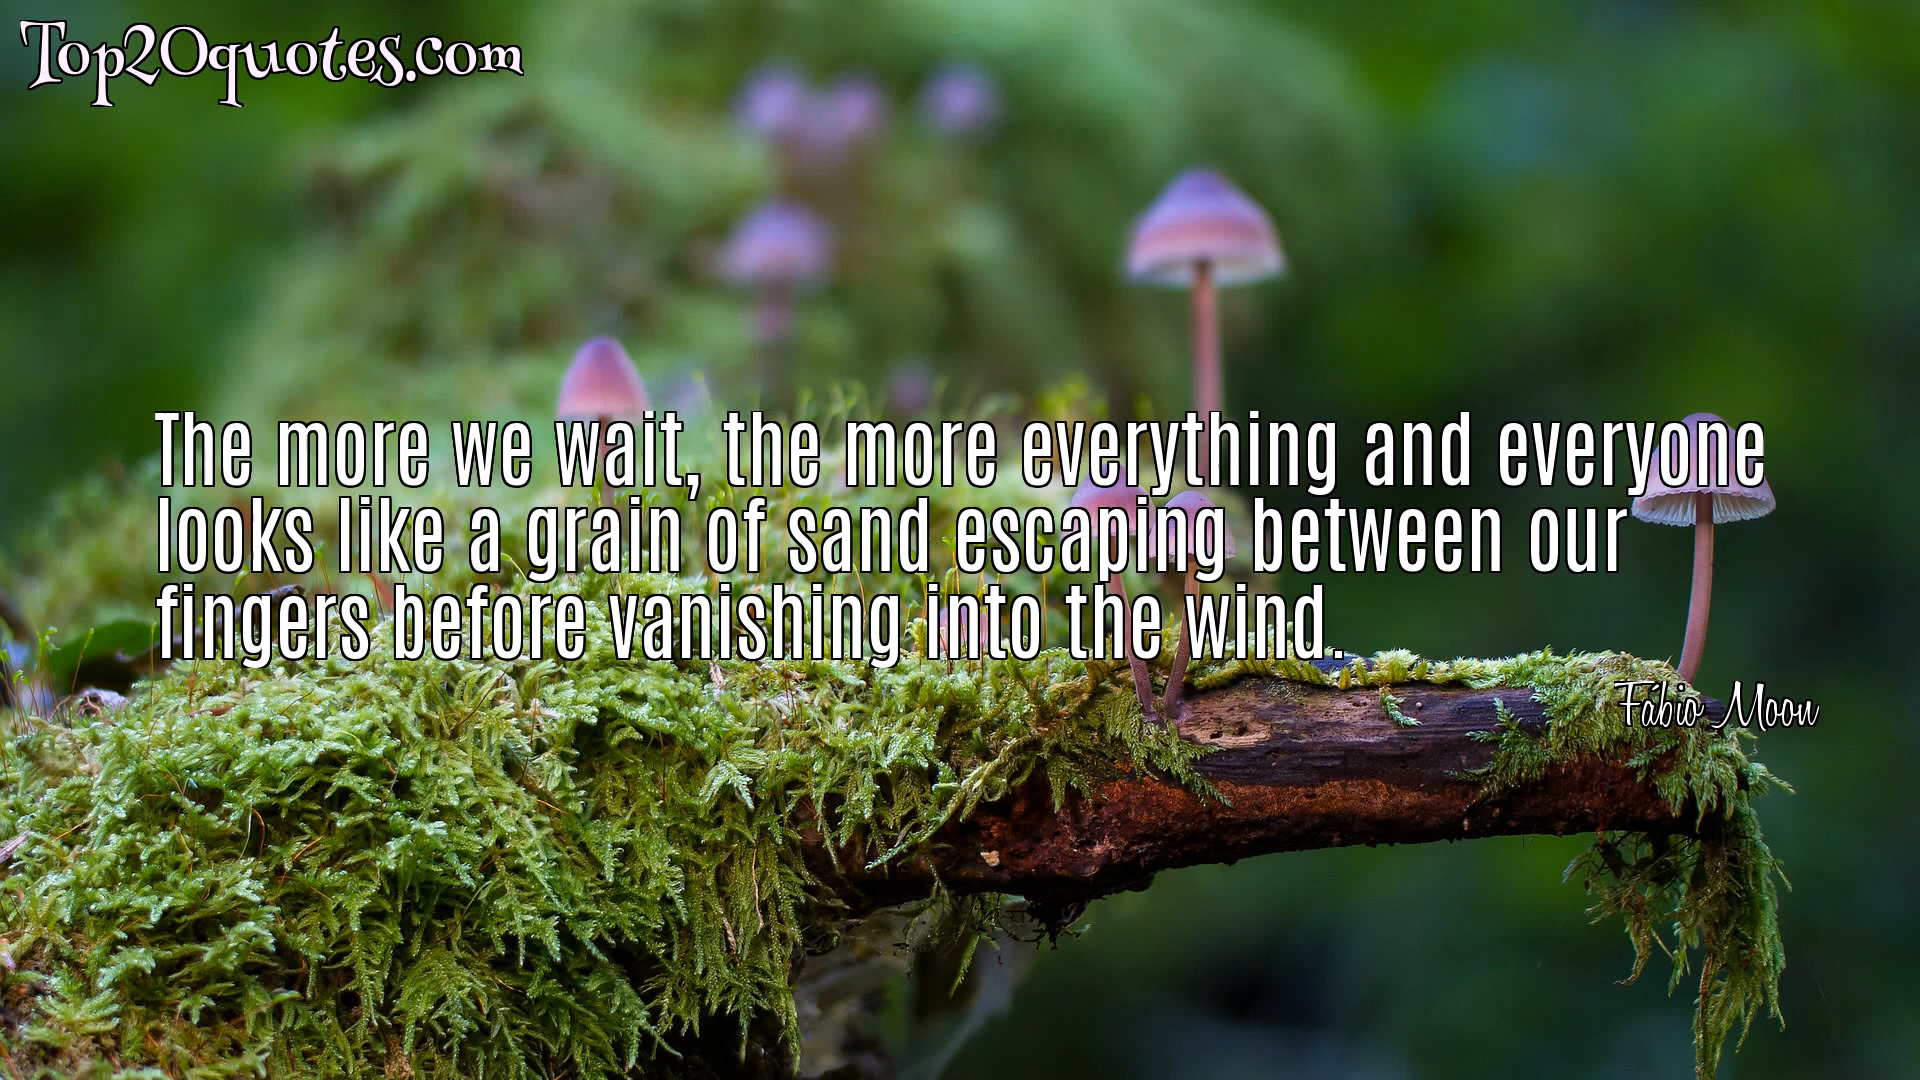 Top20quotes.com
The more we wait, the more everything and everyone
looks like a grain of sand escaping between our
fingers before vanishing into the wind.
Fábio Moon